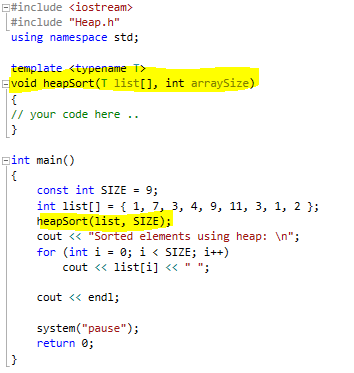 #include <iostream>
#include "Heap.h"
using namespace std;
template <typename T>
void heapSort(T list[], int arraySize)
{
// your code here ..
}
int main()
{
const int SIZE = 9;
int list[] = { 1, 7, 3, 4, 9, 11, 3, 1, 2 };
heapSort(list, SIZE);
cout << "Sorted elements using heap: \n";
for (int i = 0; i < SIZE; i++)
cout << list[i] << " ";
cout << endl;
system("pause");
return 0;
}